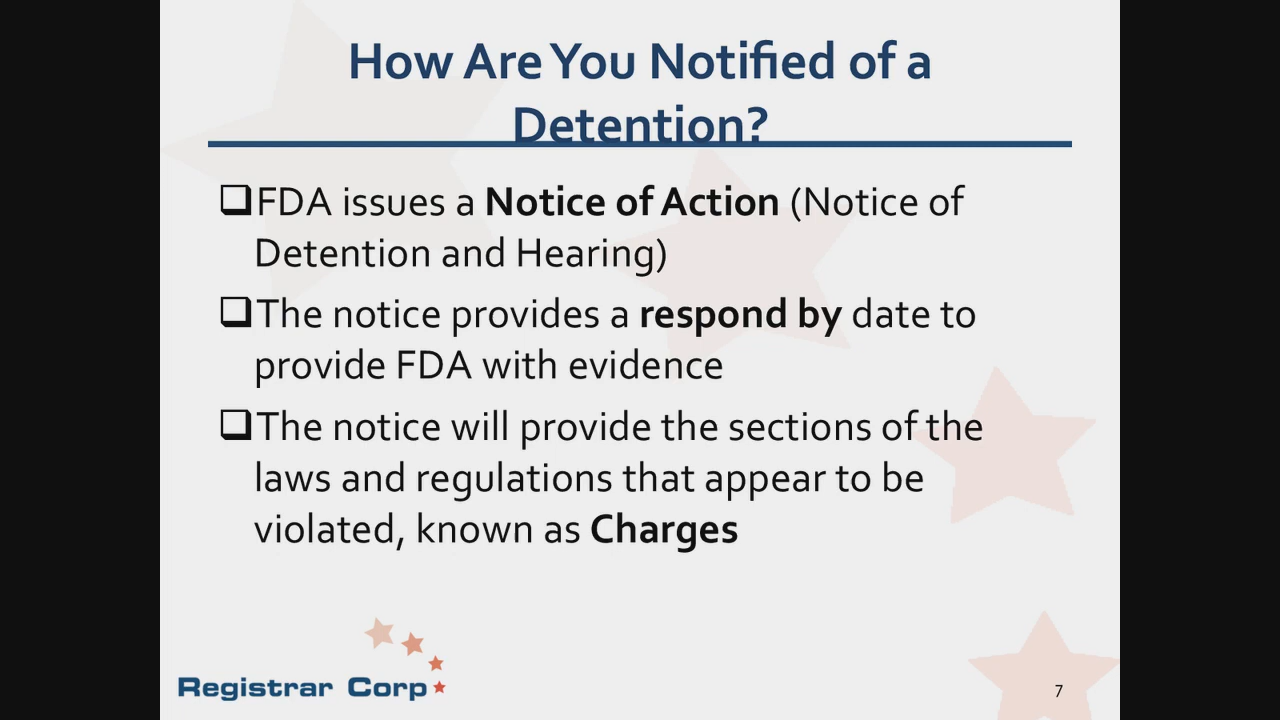 How Are You Notified of a
Detention?
FDA issues a Notice of Action (Notice of
Detention and Hearing)
The notice provides a respond by date to
provide FDA with evidence
The notice will provide the sections of the
laws and regulations that appear to be
violated, known as Charges
Registrar Corp
7